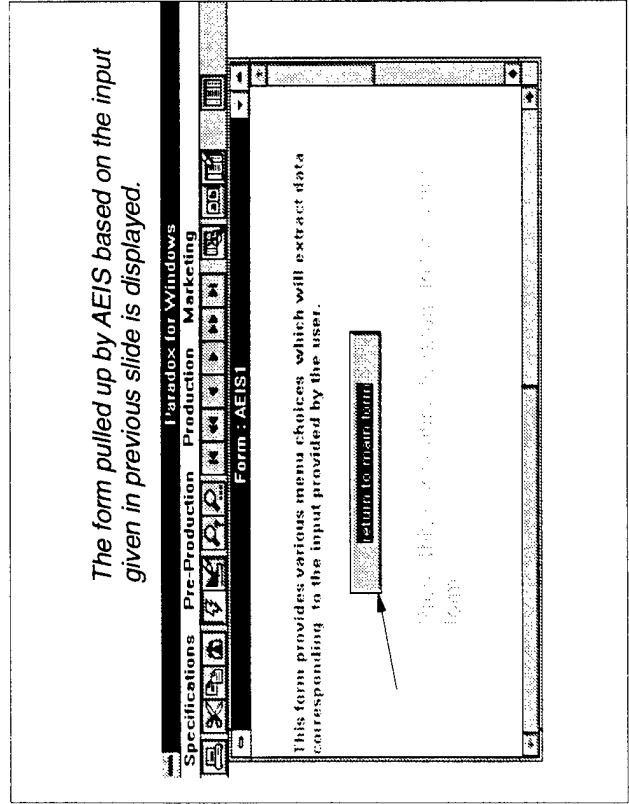 The form pulled up by AEIS based on the input
given in previous slide is displayed.
Paradox for Windows
Specifications Pre-Production Production Marketing
Form : AEIS1
This form provides various menu choices which will extract data
corresponding to the input provided by the user.
return to main form
form